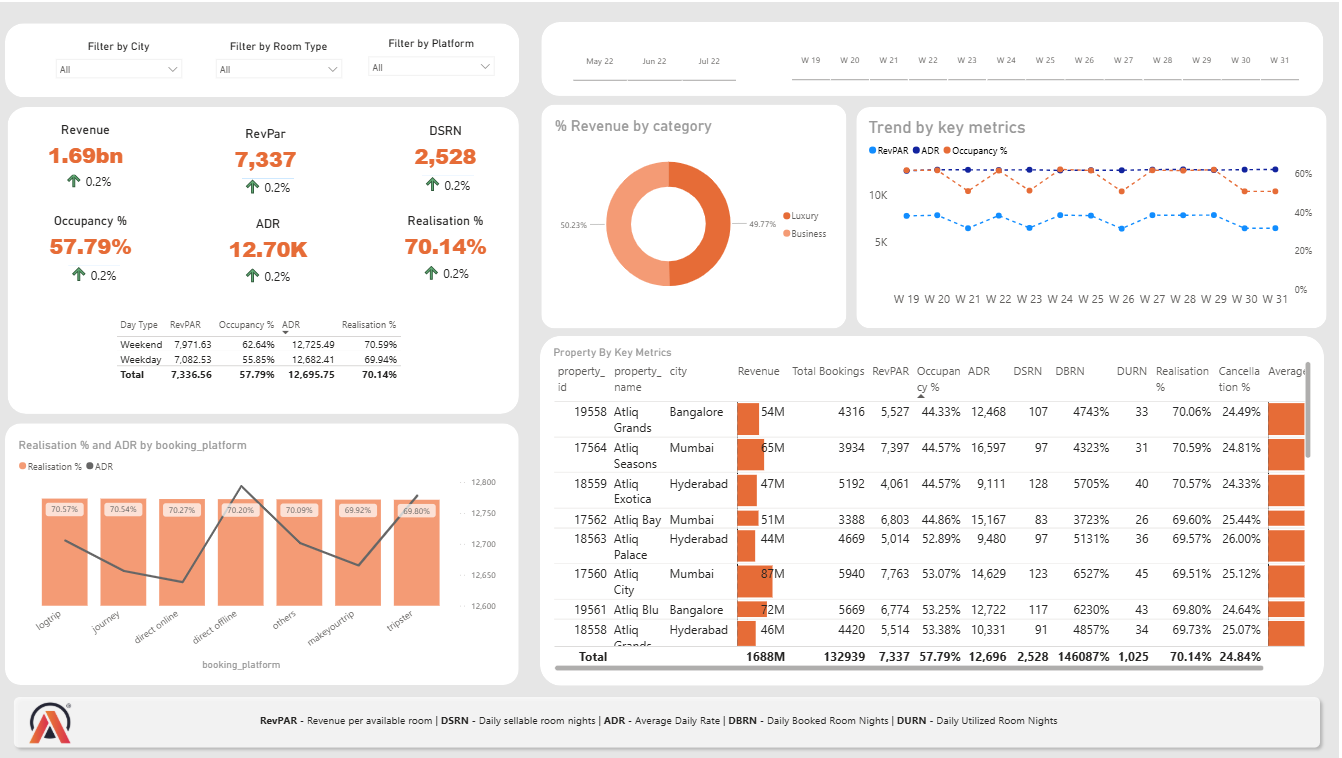 Filter by City
Filter by Room Type
Filter by Platform
All
All
All
May 22 Jun 22 Jul 22
W 19 W 20 W 21 W 22 W 23 W 24 W 25 W 26 W 27 W 28 W 29 W 30 W 31
Revenue
1.69bn
0.2%
RevPar
7,337
0.2%
DSRN
2,528
0.2%
Occupancy %
57.79%
0.2%
ADR
12.70K
0.2%
Realisation %
70.14%
0.2%
Day Type RevPAR Occupancy % ADR Realisation %
Weekend 7,971.63 62.64% 12,725.49 70.59%
Weekday 7,082.53 55.85% 12,682.41 69.94%
Total 7,336.56 57.79% 12,695.75 70.14%
% Revenue by category
50.23%
49.77%
Luxury
Business
Trend by key metrics
RevPAR ADR Occupancy %
10K
5K
60%
40%
20%
0%
W 19 W 20 W 21 W 22 W 23 W 24 W 25 W 26 W 27 W 28 W 29 W 30 W 31
Realisation % and ADR by booking_platform
Realisation % ADR
70.57% 70.54% 70.27% 70.20% 70.09% 69.92% 69.80%
12,800
12,750
12,700
12,650
12,600
logtrip journey direct online direct offline others makeyourtrip tripster
booking_platform
Property By Key Metrics
property_ property_ city Revenue Total Bookings RevPAR Occupan ADR DSRN DBRN DURN Realisation Cancella Average
id name cy % % tion %
19558 Atliq Bangalore 54M 4316 5,527 44.33% 12,468 107 4743% 33 70.06% 24.49%
Grands
17564 Atliq Mumbai 65M 3934 7,397 44.57% 16,597 97 4323% 31 70.59% 24.81%
Seasons
18559 Atliq Hyderabad 47M 5192 4,061 44.57% 9,111 128 5705% 40 70.57% 24.33%
Exotica
17562 Atliq Bay Mumbai 51M 3388 6,803 44.86% 15,167 83 3723% 26 69.60% 25.44%
18563 Atliq Hyderabad 44M 4669 5,014 52.89% 9,480 97 5131% 36 69.57% 26.00%
Palace
17560 Atliq Mumbai 87M 5940 7,763 53.07% 14,629 123 6527% 45 69.51% 25.12%
City
19561 Atliq Blu Bangalore 72M 5669 6,774 53.25% 12,722 117 6230% 43 69.80% 24.64%
18558 Atliq Hyderabad 46M 4420 5,514 53.38% 10,331 91 4857% 34 69.73% 25.07%
Grands
Total 1688M 132939 7,337 57.79% 12,696 2,528 146087% 1,025 70.14% 24.84%
RevPAR - Revenue per available room | DSRN - Daily sellable room nights | ADR - Average Daily Rate | DBRN - Daily Booked Room Nights | DURN - Daily Utilized Room Nights